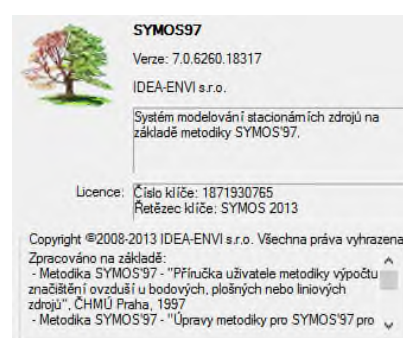 SYMOS97
Verze: 7.0.6260.18317
IDEA-ENVI s.r.o.
Systém modelování stacionárních zdrojů na
základě metodiky SYMOS'97.
Licence: Číslo klíče: 1871930765
Řetězec klíče: SYMOS 2013
Copyright ©2008-2013 IDEA-ENVI s.r.o. Všechna práva vyhrazena
Zpracováno na základě:
- Metodika SYMOS'97 - "Příručka uživatele metodiky výpočtu
značištění ovzduší u bodových, plošných nebo liniových
zdrojů", ČHMÚ Praha, 1997
- Metodika SYMOS'97 - "Úpravy metodiky pro SYMOS'97 pro